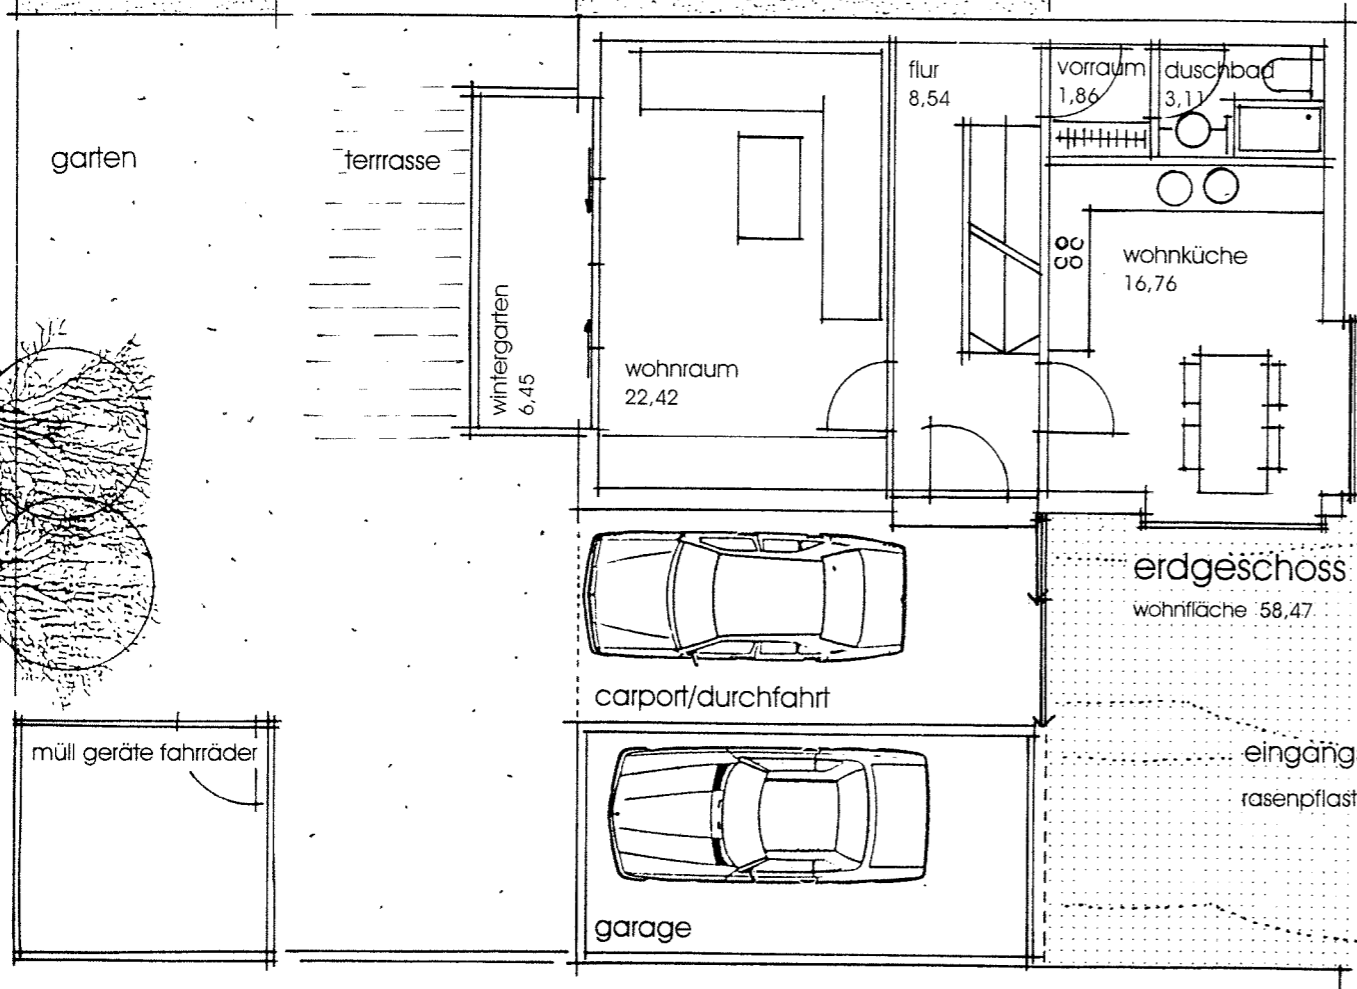 flur
8,54
vorraum
1,86
duschbad
3,11
garten
terrrasse
wohnküche
16,76
wintergarten
6,45
wohnraum
22,42
erdgeschoss
wohnfläche 58,47
carport/durchfahrt
müll geräte fahrräder
eingang
rasenpflast
garage